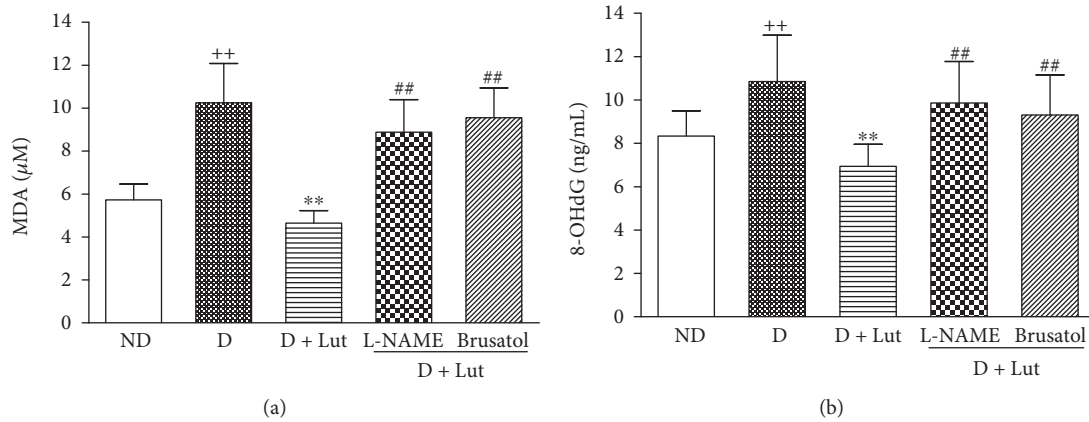 14
12
10
8
6
4
2
0
MDA (μM)
++
**
##
##
ND
D
D + Lut
L-NAME
Brusatol
D + Lut
(a)
14
12
10
8
6
4
2
0
8-OHdG (ng/mL)
++
**
##
##
ND
D
D + Lut
L-NAME
Brusatol
D + Lut
(b)